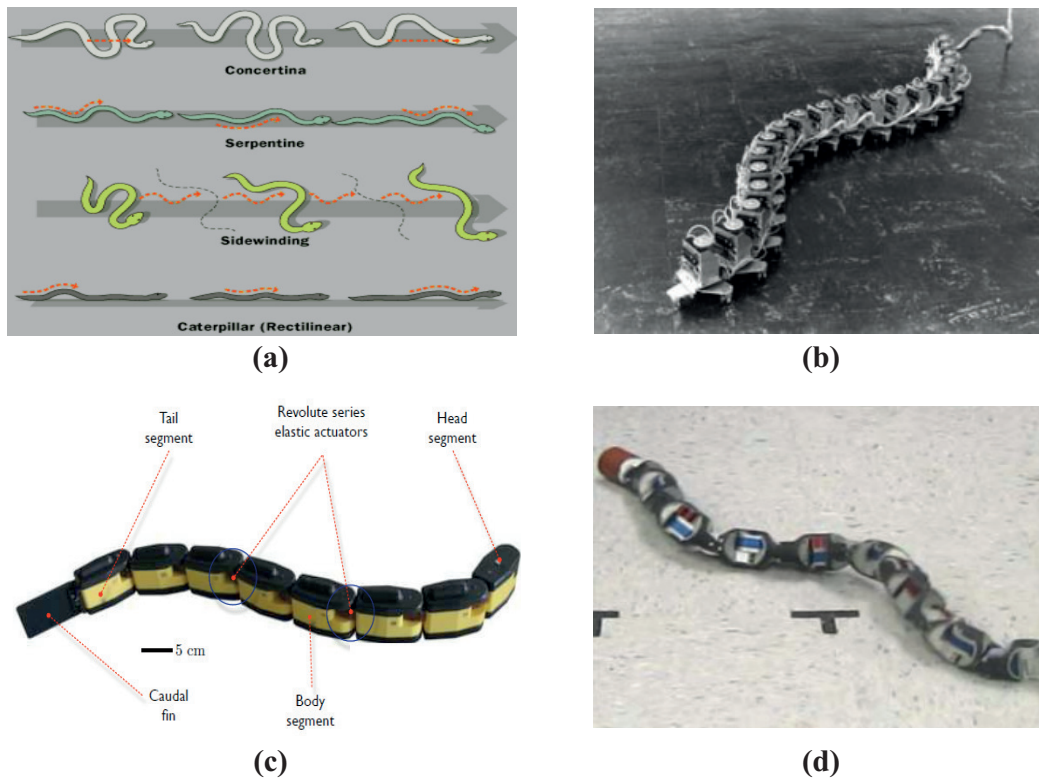 Concertina
Serpentine
Sidewinding
Caterpillar (Rectilinear)
(a)
(b)
Tail
segment
Revolute series
elastic actuators
Head
segment
5 cm
Caudal
fin
Body
segment
(c)
(d)